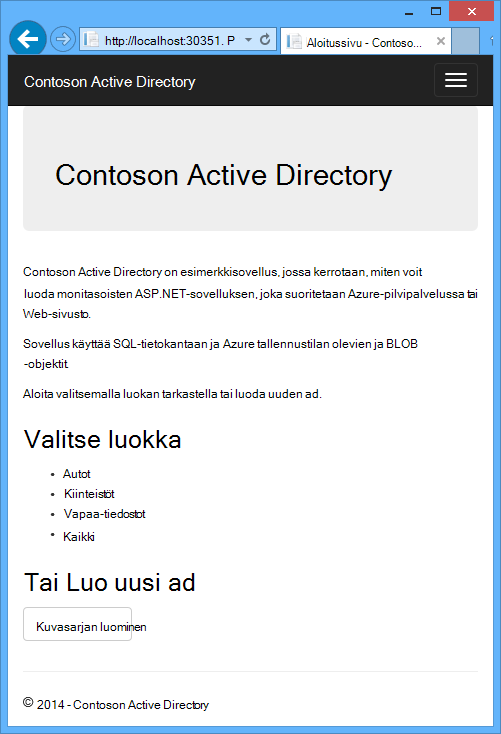 http://localhost:30351. P
Aloitussivu - Contoso...
Contoson Active Directory
Contoson Active Directory
Contoson Active Directory on esimerkkisovellus, jossa kerrotaan, miten voit
luoda monitasoisten ASP.NET-sovelluksen, joka suoritetaan Azure-pilvipalvelussa tai
Web-sivusto.
Sovellus käyttää SQL-tietokantaan ja Azure tallennustilan olevien ja BLOB
-objektit.
Aloita valitsemalla luokan tarkastella tai luoda uuden ad.
Valitse luokka
• Autot
• Kiinteistöt
• Vapaa-tiedostot
• Kaikki
Tai Luo uusi ad
Kuvasarjan luominen
© 2014 - Contoson Active Directory